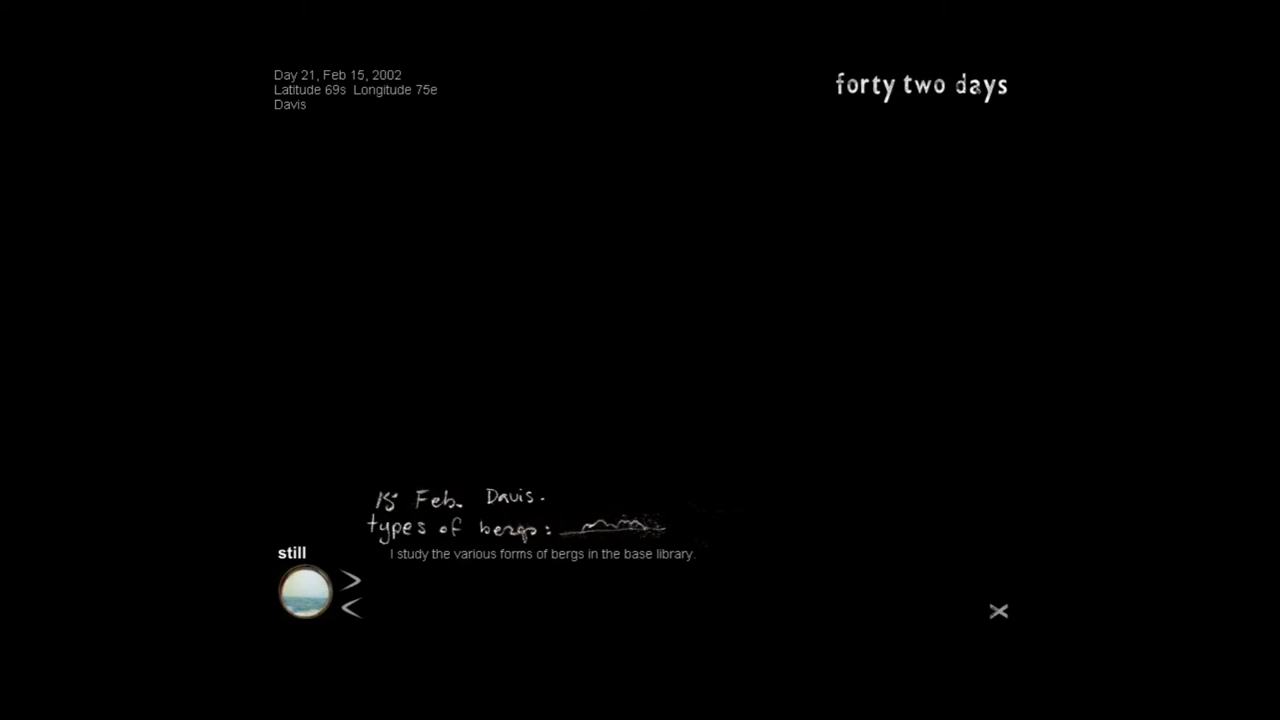 Day 21, Feb 15, 2002
Latitude 69s Longitude 75e
Davis
forty two days
15 Feb. Davis.
types of bergs:
I study the various forms of bergs in the base library.
still
>
<
×